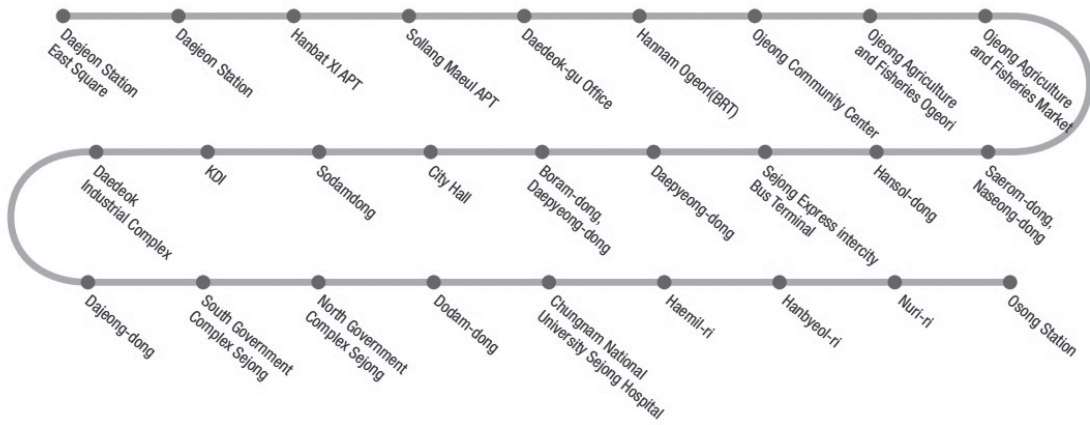 Daejeon Station
East Square
Daejeon Station
Hanbat XI APT
Sollang Maeul APT
Daedeok-gu Office
Hannam Ogeori(BRT)
Ojeong Community Center
Ojeong Agriculture
and Fisheries Ogeori
Ojeong Agriculture
and Fisheries Market
Daedeok
Industrial Complex
KDI
Sodamdong
City Hall
Boram-dong,
Daepyeong-dong
Daepyeong-dong
Sejong Express intercity
Bus Terminal
Hansol-dong
Saerom-dong,
Naseong-dong
Dajeong-dong
South Government
Complex Sejong
North Government
Complex Sejong
Dodam-dong
Chungnam National
University Sejong Hospital
Haemil-ri
Hanbyeol-ri
Nuri-ri
Osong Station